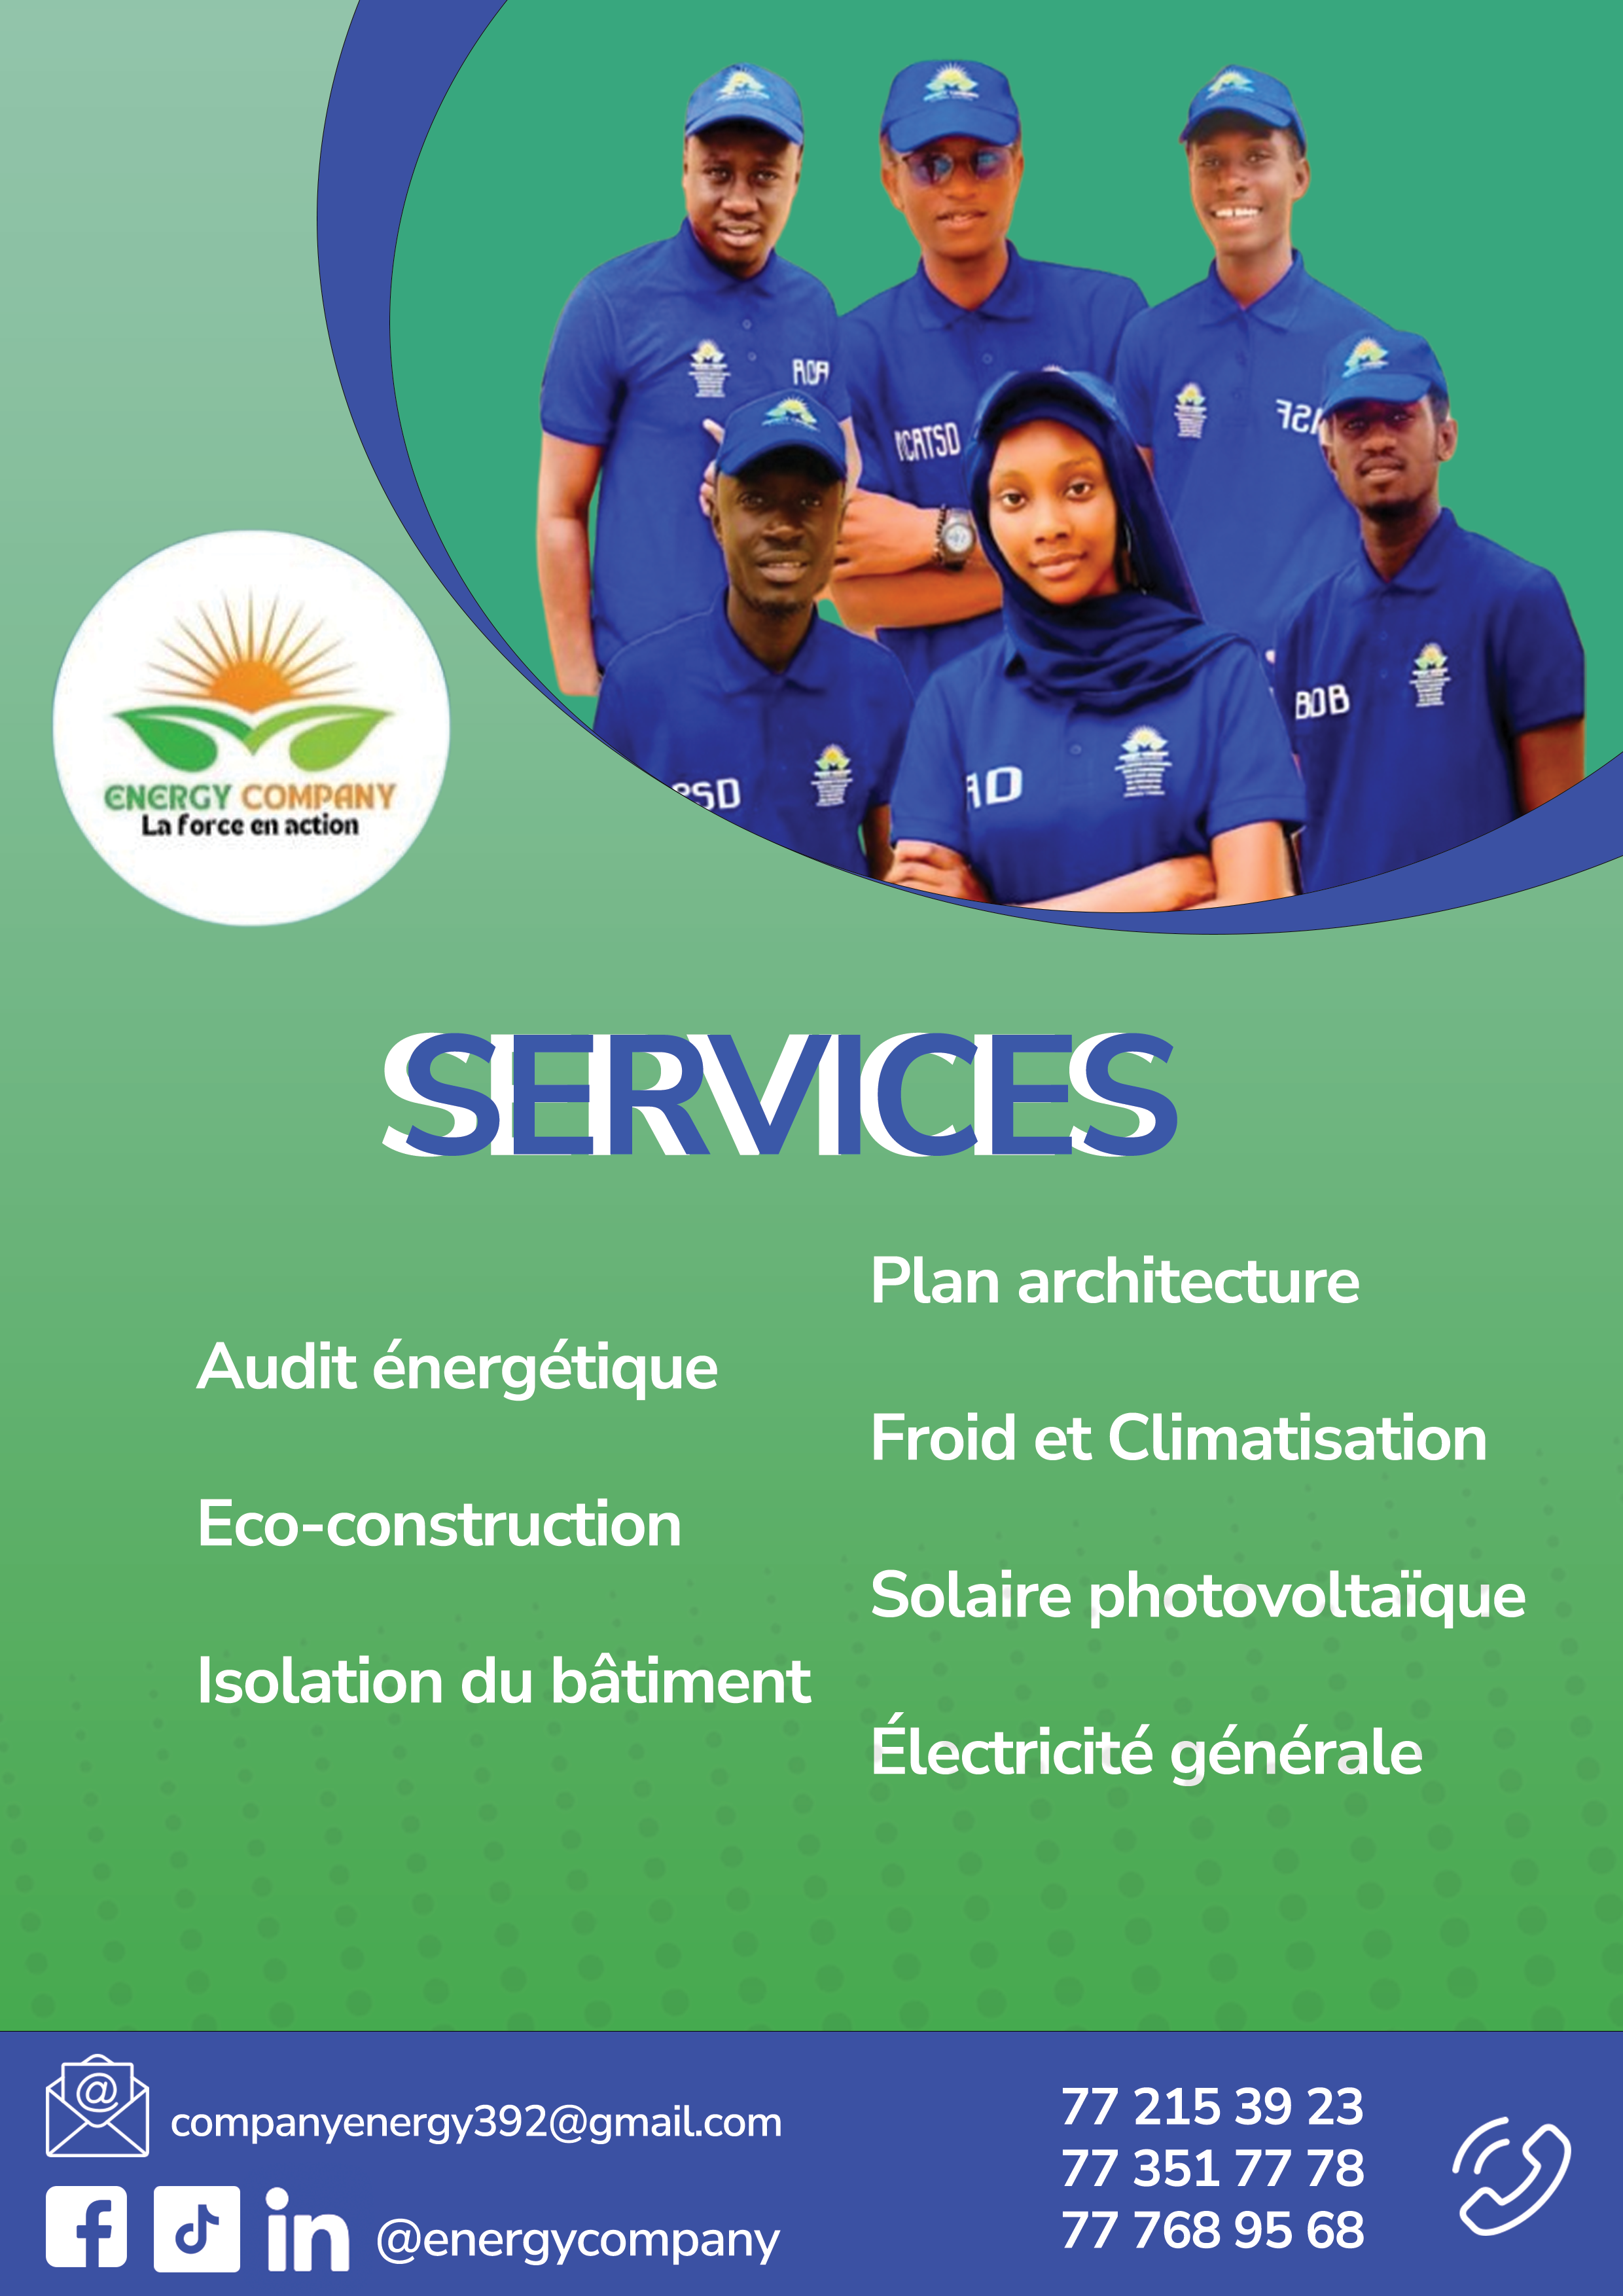 ENERGY COMPANY
La force en action
SERVICES
Audit énergétique
Eco-construction
Isolation du bâtiment
Plan architecture
Froid et Climatisation
Solaire photovoltaïque
Électricité générale
companyenergy392@gmail.com
@energycompany
77 215 39 23
77 351 77 78
77 768 95 68
BOB